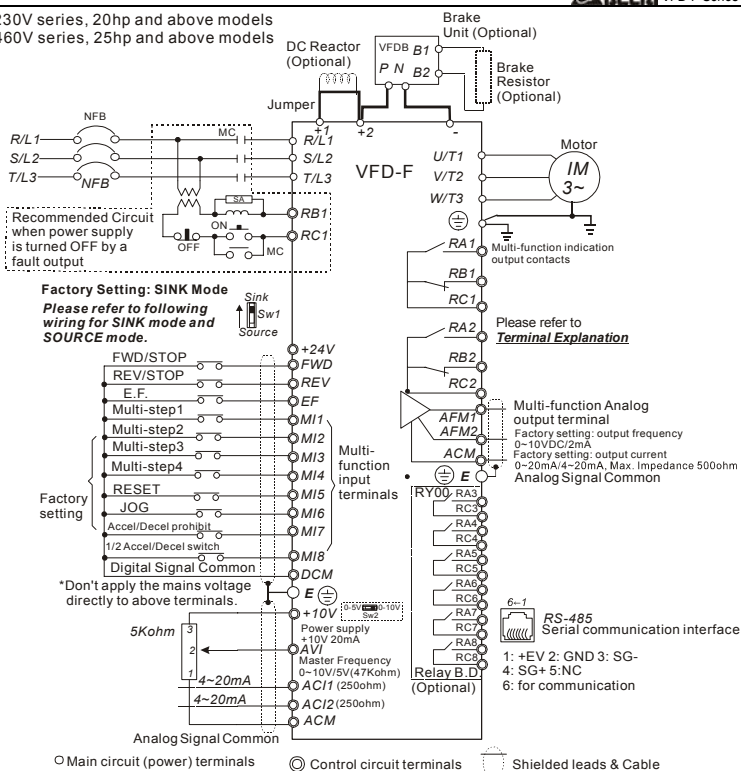 230V series, 20hp and above models
460V series, 25hp and above models
DC Reactor
(Optional)
Brake
Unit (Optional)
VFDB B1
P N B2
Brake
Resistor
(Optional)
Jumper
NFB
MC
+1
+2
-
R/L1
S/L2
T/L3
NFB
R/L1
S/L2
T/L3
VFD-F
U/T1
V/T2
W/T3
Motor
IM
3~
SA
RB1
RC1
ON
OFF
MC
Recommended Circuit
when power supply
is turned OFF by a
fault output
RA1
RB1
RC1
Multi-function indication
output contacts
Factory Setting: SINK Mode
Please refer to following
wiring for SINK mode and
SOURCE mode.
Sink
Sw1
Source
RA2
RB2
RC2
Please refer to
Terminal Explanation
+24V
FWD/STOP
FWD
REV/STOP
REV
E.F.
EF
Multi-step1
MI1
Multi-step2
MI2
Multi-step3
MI3
Multi-step4
MI4
RESET
MI5
JOG
MI6
Accel/Decel prohibit
MI7
1/2 Accel/Decel switch
MI8
Digital Signal Common
DCM
Factory
setting
Multi-
function
input
terminals
AFM1
AFM2
ACM
E
Multi-function Analog
output terminal
Factory setting: output frequency
0~10VDC/2mA
Factory setting: output current
0~20mA/4~20mA, Max. Impedance 500ohm
Analog Signal Common
RY00
RA3
RC3
RA4
RC4
RA5
RC5
RA6
RC6
RA7
RC7
RA8
RC8
Relay B.D.
(Optional)
*Don't apply the mains voltage
directly to above terminals.
E
+10V
0-5V 0-10V
Sw2
Power supply
+10V 20mA
5Kohm
3
2
1
AVI
Master Frequency
0~10V/5V(47Kohm)
4~20mA
ACI1 (250ohm)
4~20mA
ACI2 (250ohm)
ACM
Analog Signal Common
6←1
RS-485
Serial communication interface
1: +EV 2: GND 3: SG-
4: SG+ 5:NC
6: for communication
Main circuit (power) terminals
Control circuit terminals
Shielded leads & Cable